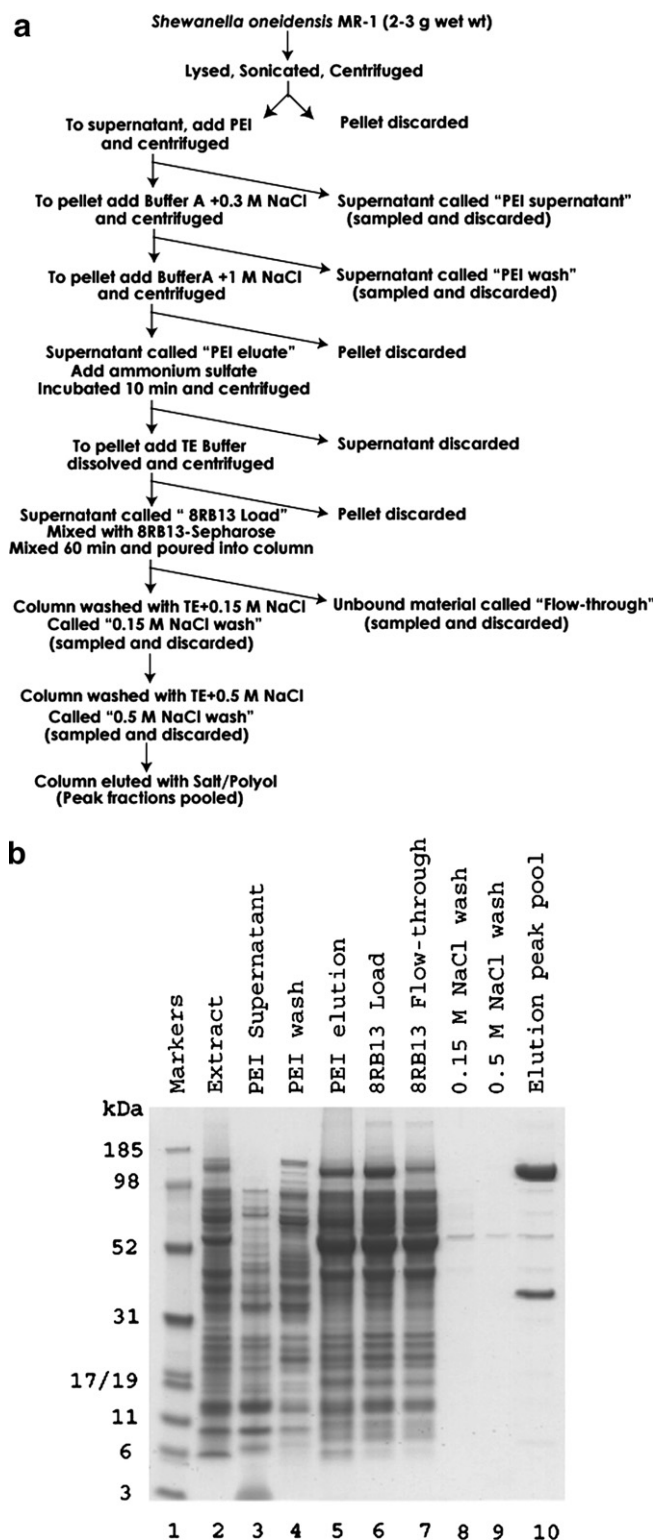 a
Shewanella oneidensis MR-1 (2-3 g wet wt)
Lysed, Sonicated, Centrifuged
To supernatant, add PEI
and centrifuged
Pellet discarded
To pellet add Buffer A +0.3 M NaCl
and centrifuged
Supernatant called "PEI supernatant"
(sampled and discarded)
To pellet add BufferA +1 M NaCl
and centrifuged
Supernatant called "PEI wash"
(sampled and discarded)
Supernatant called "PEI eluate"
Add ammonium sulfate
Incubated 10 min and centrifuged
Pellet discarded
To pellet add TE Buffer
dissolved and centrifuged
Supernatant discarded
Supernatant called " 8RB13 Load"
Mixed with 8RB13-Sepharose
Mixed 60 min and poured into column
Pellet discarded
Column washed with TE+0.15 M NaCl
Called "0.15 M NaCl wash"
(sampled and discarded)
Unbound material called "Flow-through"
(sampled and discarded)
Column washed with TE+0.5 M NaCl
Called "0.5 M NaCl wash"
(sampled and discarded)
Column eluted with Salt/Polyol
(Peak fractions pooled)
b
Markers
Extract
PEI Supernatant
PEI wash
PEI elution
8RB13 Load
8RB13 Flow-through
0.15 M NaCl wash
0.5 M NaCl wash
Elution peak pool
kDa
185
98
52
31
17/19
11
6
3
1 2 3 4 5 6 7 8 9 10